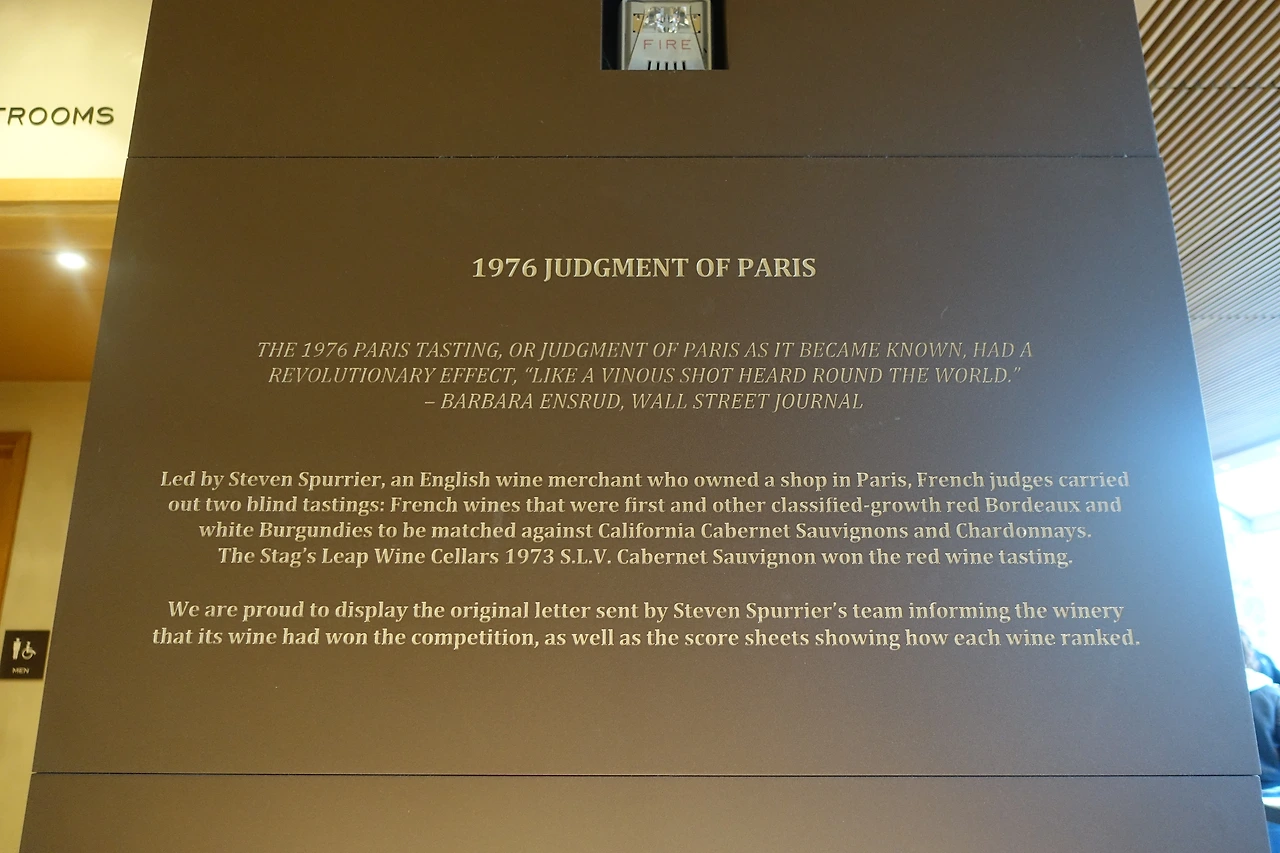 FIRE
TROOMS
1976 JUDGMENT OF PARIS
THE 1976 PARIS TASTING, OR JUDGMENT OF PARIS AS IT BECAME KNOWN, HAD A
REVOLUTIONARY EFFECT, “LIKE A VINOUS SHOT HEARD ROUND THE WORLD.”
– BARBARA ENSRUD, WALL STREET JOURNAL
Led by Steven Spurrier, an English wine merchant who owned a shop in Paris, French judges carried
out two blind tastings: French wines that were first and other classified-growth red Bordeaux and
white Burgundies to be matched against California Cabernet Sauvignons and Chardonnays.
The Stag’s Leap Wine Cellars 1973 S.L.V. Cabernet Sauvignon won the red wine tasting.
We are proud to display the original letter sent by Steven Spurrier’s team informing the winery
that its wine had won the competition, as well as the score sheets showing how each wine ranked.
MEN